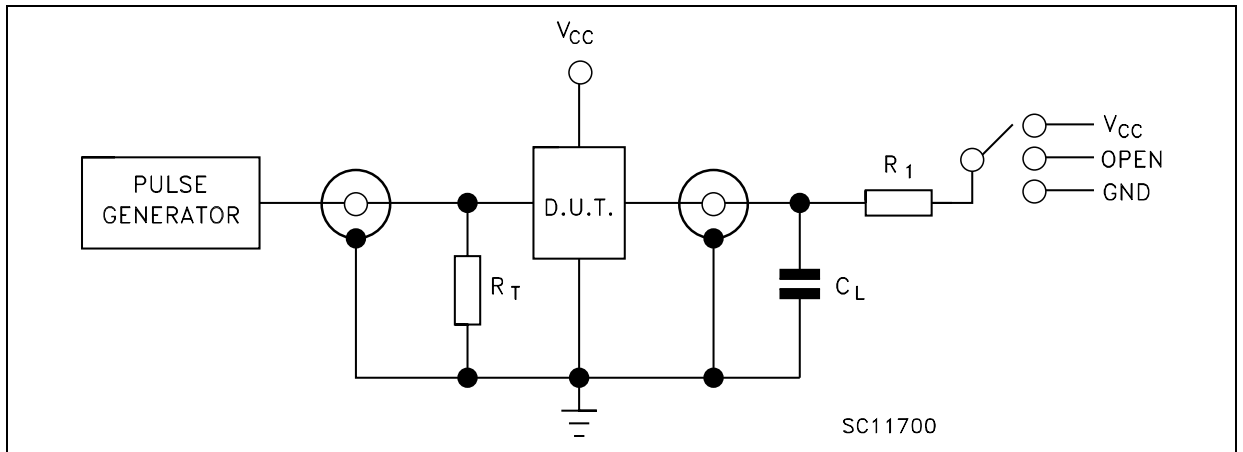 VCC
PULSE
GENERATOR
D.U.T.
RT
R1
CL
VCC
OPEN
GND
SC11700